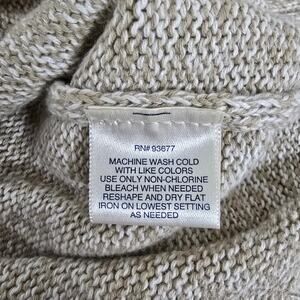 RN# 93677
MACHINE WASH COLD
WITH LIKE COLORS
USE ONLY NON-CHLORINE
BLEACH WHEN NEEDED
RESHAPE AND DRY FLAT
IRON ON LOWEST SETTING
AS NEEDED